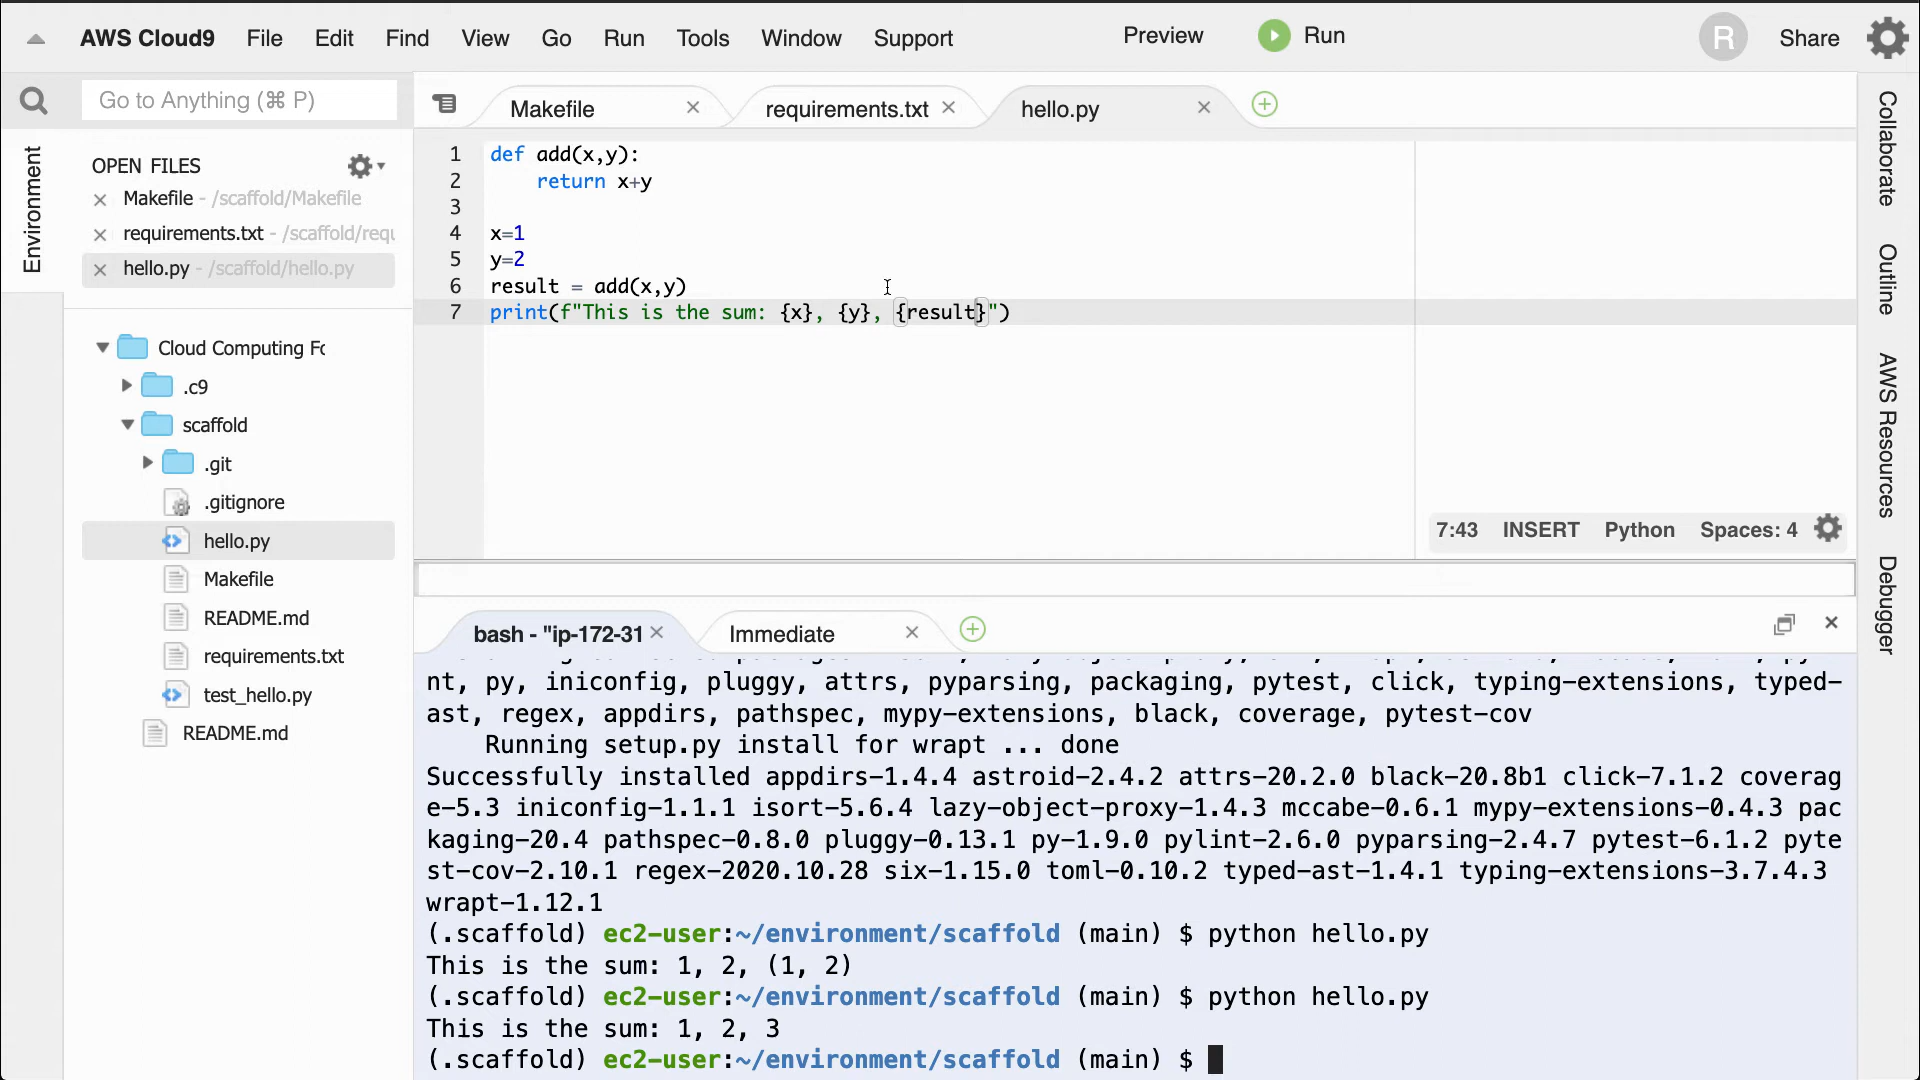 AWS Cloud9 File Edit Find View Go Run Tools Window Support Preview Run R Share
Go to Anything (⌘ P)
Makefile requirements.txt hello.py
Environment
OPEN FILES
Makefile - /scaffold/Makefile
requirements.txt - /scaffold/requ
hello.py - /scaffold/hello.py
Cloud Computing Fo
.c9
scaffold
.git
.gitignore
hello.py
Makefile
README.md
requirements.txt
test_hello.py
README.md
1 def add(x,y):
2     return x+y
3
4 x=1
5 y=2
6 result = add(x,y)
7 print(f"This is the sum: {x}, {y}, {result}")
7:43 INSERT Python Spaces: 4
Collaborate
Outline
AWS Resources
Debugger
bash - "ip-172-31 Immediate
nt, py, iniconfig, pluggy, attrs, pyparsing, packaging, pytest, click, typing-extensions, typed-
ast, regex, appdirs, pathspec, mypy-extensions, black, coverage, pytest-cov
    Running setup.py install for wrapt ... done
Successfully installed appdirs-1.4.4 astroid-2.4.2 attrs-20.2.0 black-20.8b1 click-7.1.2 coverag
e-5.3 iniconfig-1.1.1 isort-5.6.4 lazy-object-proxy-1.4.3 mccabe-0.6.1 mypy-extensions-0.4.3 pac
kaging-20.4 pathspec-0.8.0 pluggy-0.13.1 py-1.9.0 pylint-2.6.0 pyparsing-2.4.7 pytest-6.1.2 pyte
st-cov-2.10.1 regex-2020.10.28 six-1.15.0 toml-0.10.2 typed-ast-1.4.1 typing-extensions-3.7.4.3
wrapt-1.12.1
(.scaffold) ec2-user:~/environment/scaffold (main) $ python hello.py
This is the sum: 1, 2, (1, 2)
(.scaffold) ec2-user:~/environment/scaffold (main) $ python hello.py
This is the sum: 1, 2, 3
(.scaffold) ec2-user:~/environment/scaffold (main) $